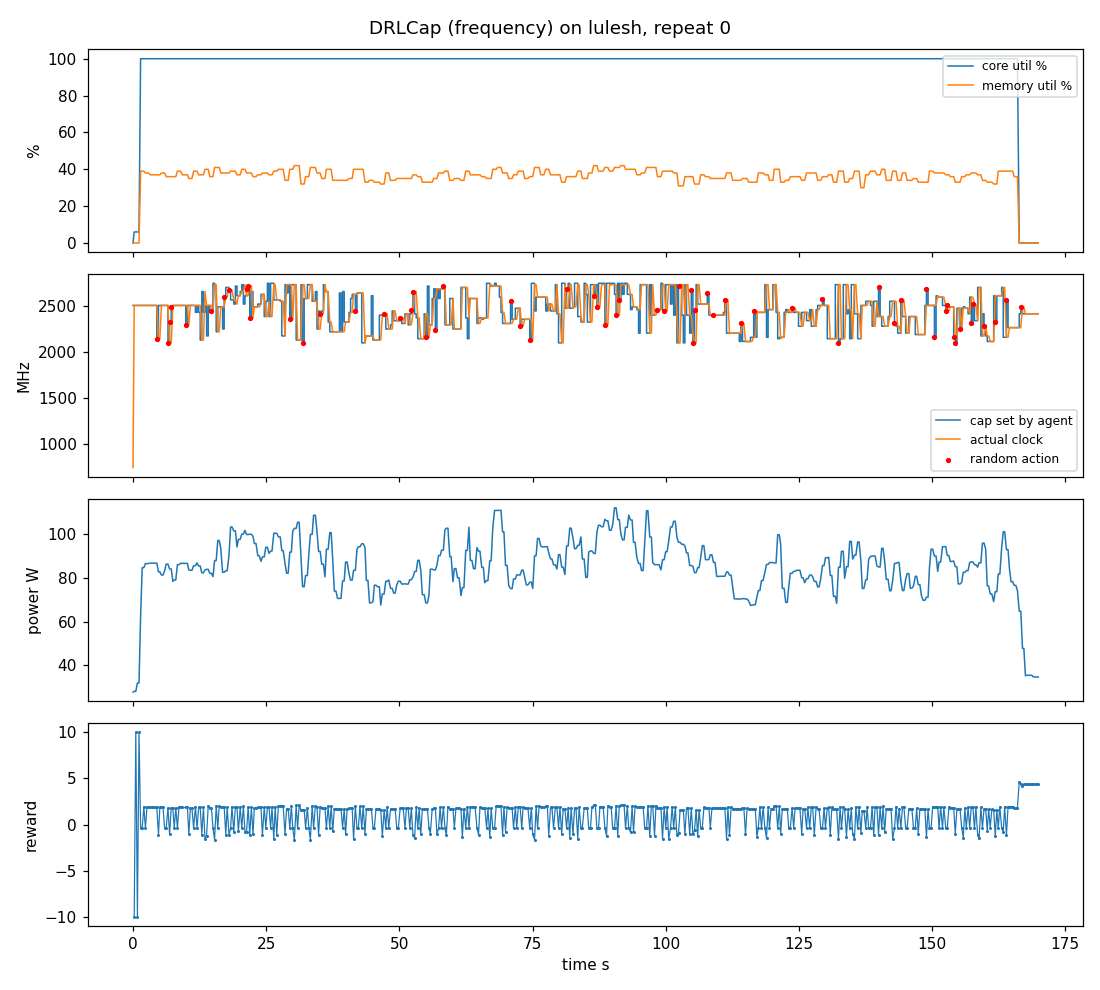 DRLCap (frequency) on lulesh, repeat 0
100
80
60
40
20
0
%
core util %
memory util %
2500
2000
1500
1000
MHz
cap set by agent
actual clock
random action
100
80
60
40
power W
10
5
0
−5
−10
reward
0 25 50 75 100 125 150 175
time s